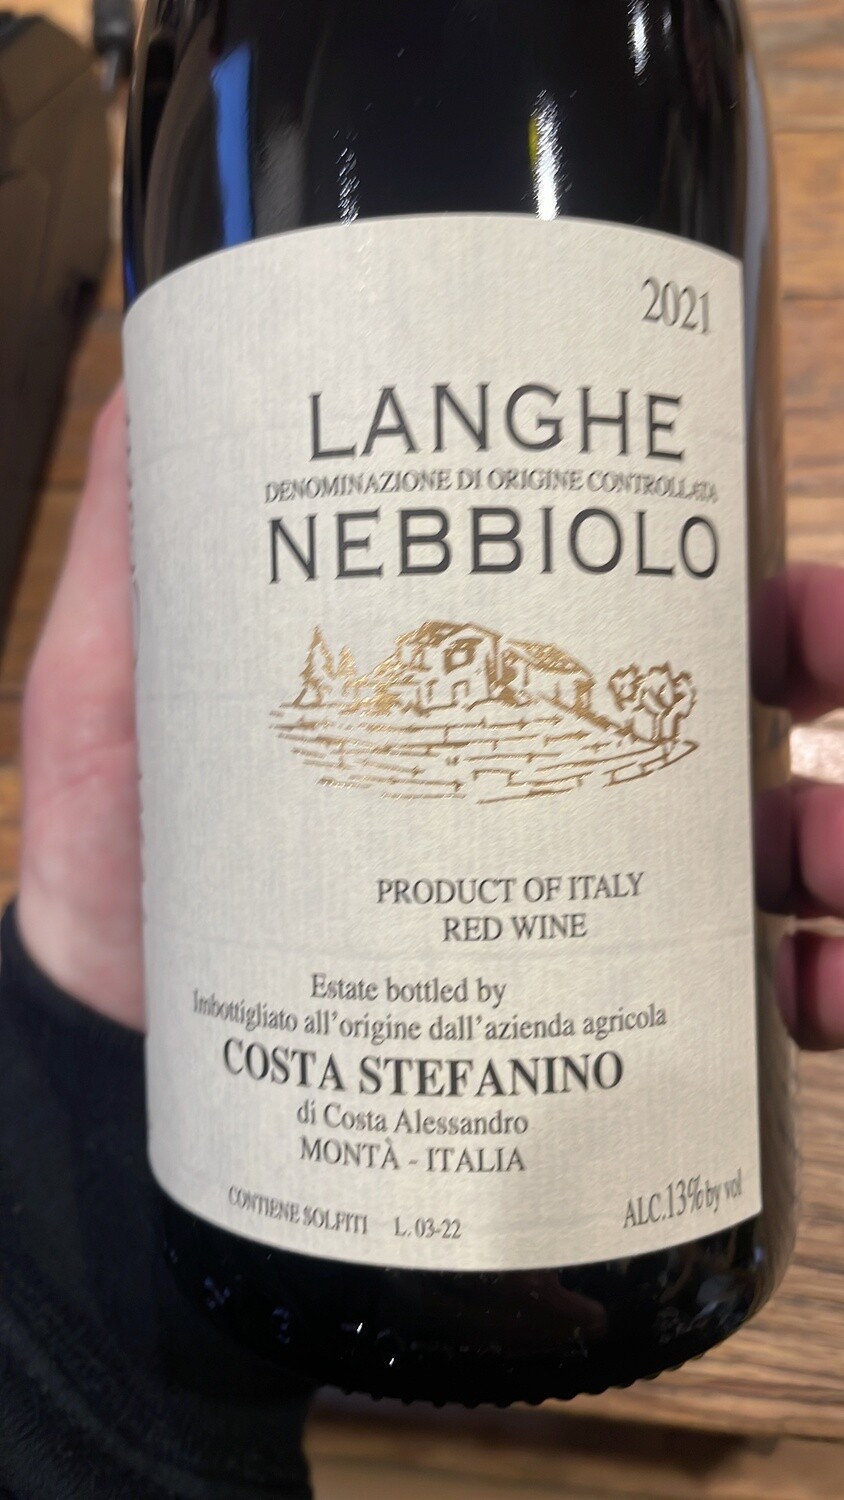 2021
LANGHE
DENOMINAZIONE DI ORIGINE CONTROLLATA
NEBBIOLO
PRODUCT OF ITALY
RED WINE
Estate bottled by
Imbottigliato all'origine dall'azienda agricola
COSTA STEFANINO
di Costa Alessandro
MONTÀ - ITALIA
CONTIENE SOLFITI L. 03-22
ALC.13% by vol